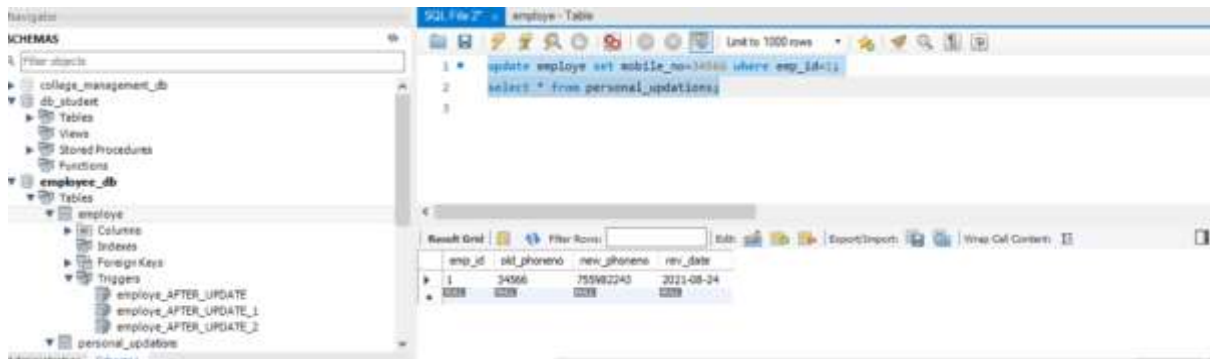 Navigator
SCHEMAS
Filter objects
college_management_db
db_student
Tables
Views
Stored Procedures
Functions
employee_db
Tables
employe
Columns
Indexes
Foreign Keys
Triggers
employe_AFTER_UPDATE
employe_AFTER_UPDATE_1
employe_AFTER_UPDATE_2
personal_updations
SQL File 2* employe - Table
Limit to 1000 rows
1 update employe set mobile_no=34566 where emp_id=1;
2 select * from personal_updations;
3
Result Grid Filter Rows: Edit: Export/Import: Wrap Cell Content:
emp_id old_phoneno new_phoneno rev_date
1 34566 755982243 2021-08-24
NULL NULL NULL NULL